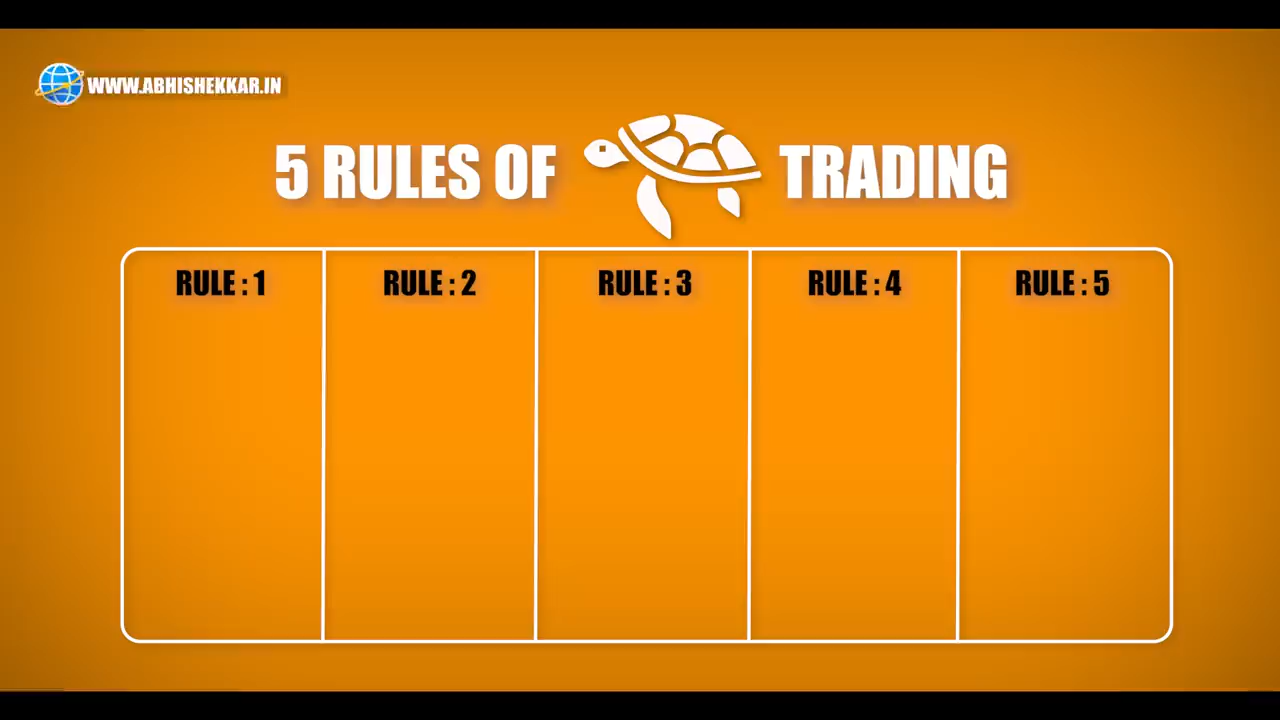 WWW.ABHISHEKKAR.IN
5 RULES OF TRADING
RULE : 1
RULE : 2
RULE : 3
RULE : 4
RULE : 5